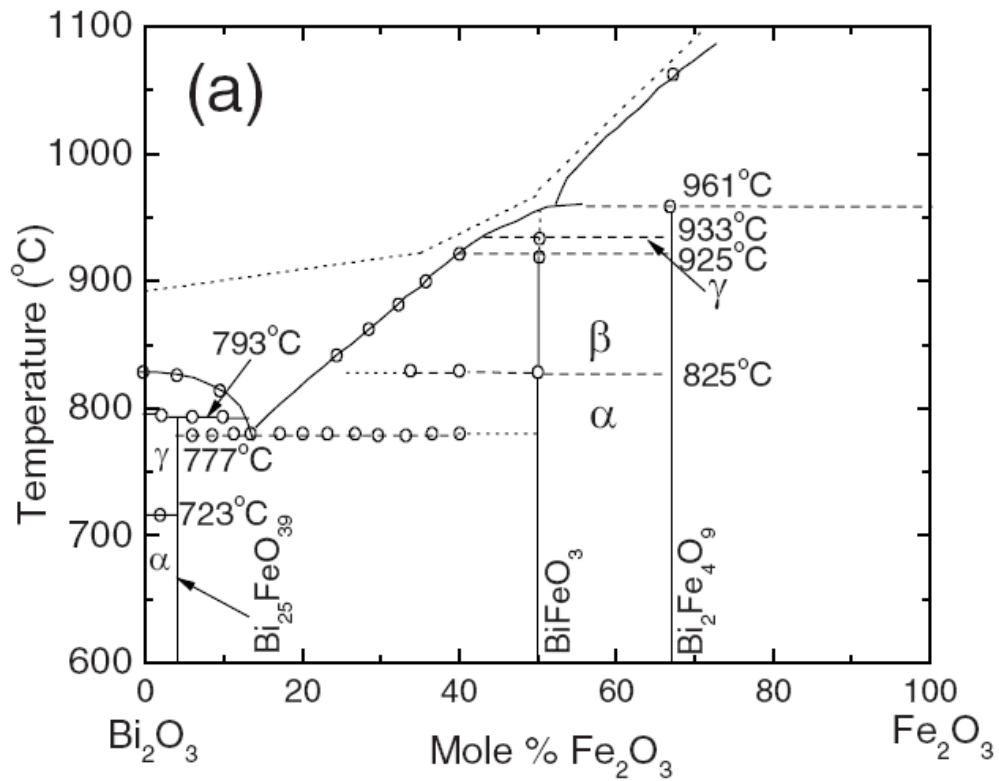 (a)
1100
1000
900
800
700
600
Temperature (°C)
961°C
933°C
925°C
γ
793°C
β
825°C
α
γ 777°C
723°C
α
Bi₂₅FeO₃₉
BiFeO₃
Bi₂Fe₄O₉
0 20 40 60 80 100
Bi₂O₃ Mole % Fe₂O₃ Fe₂O₃